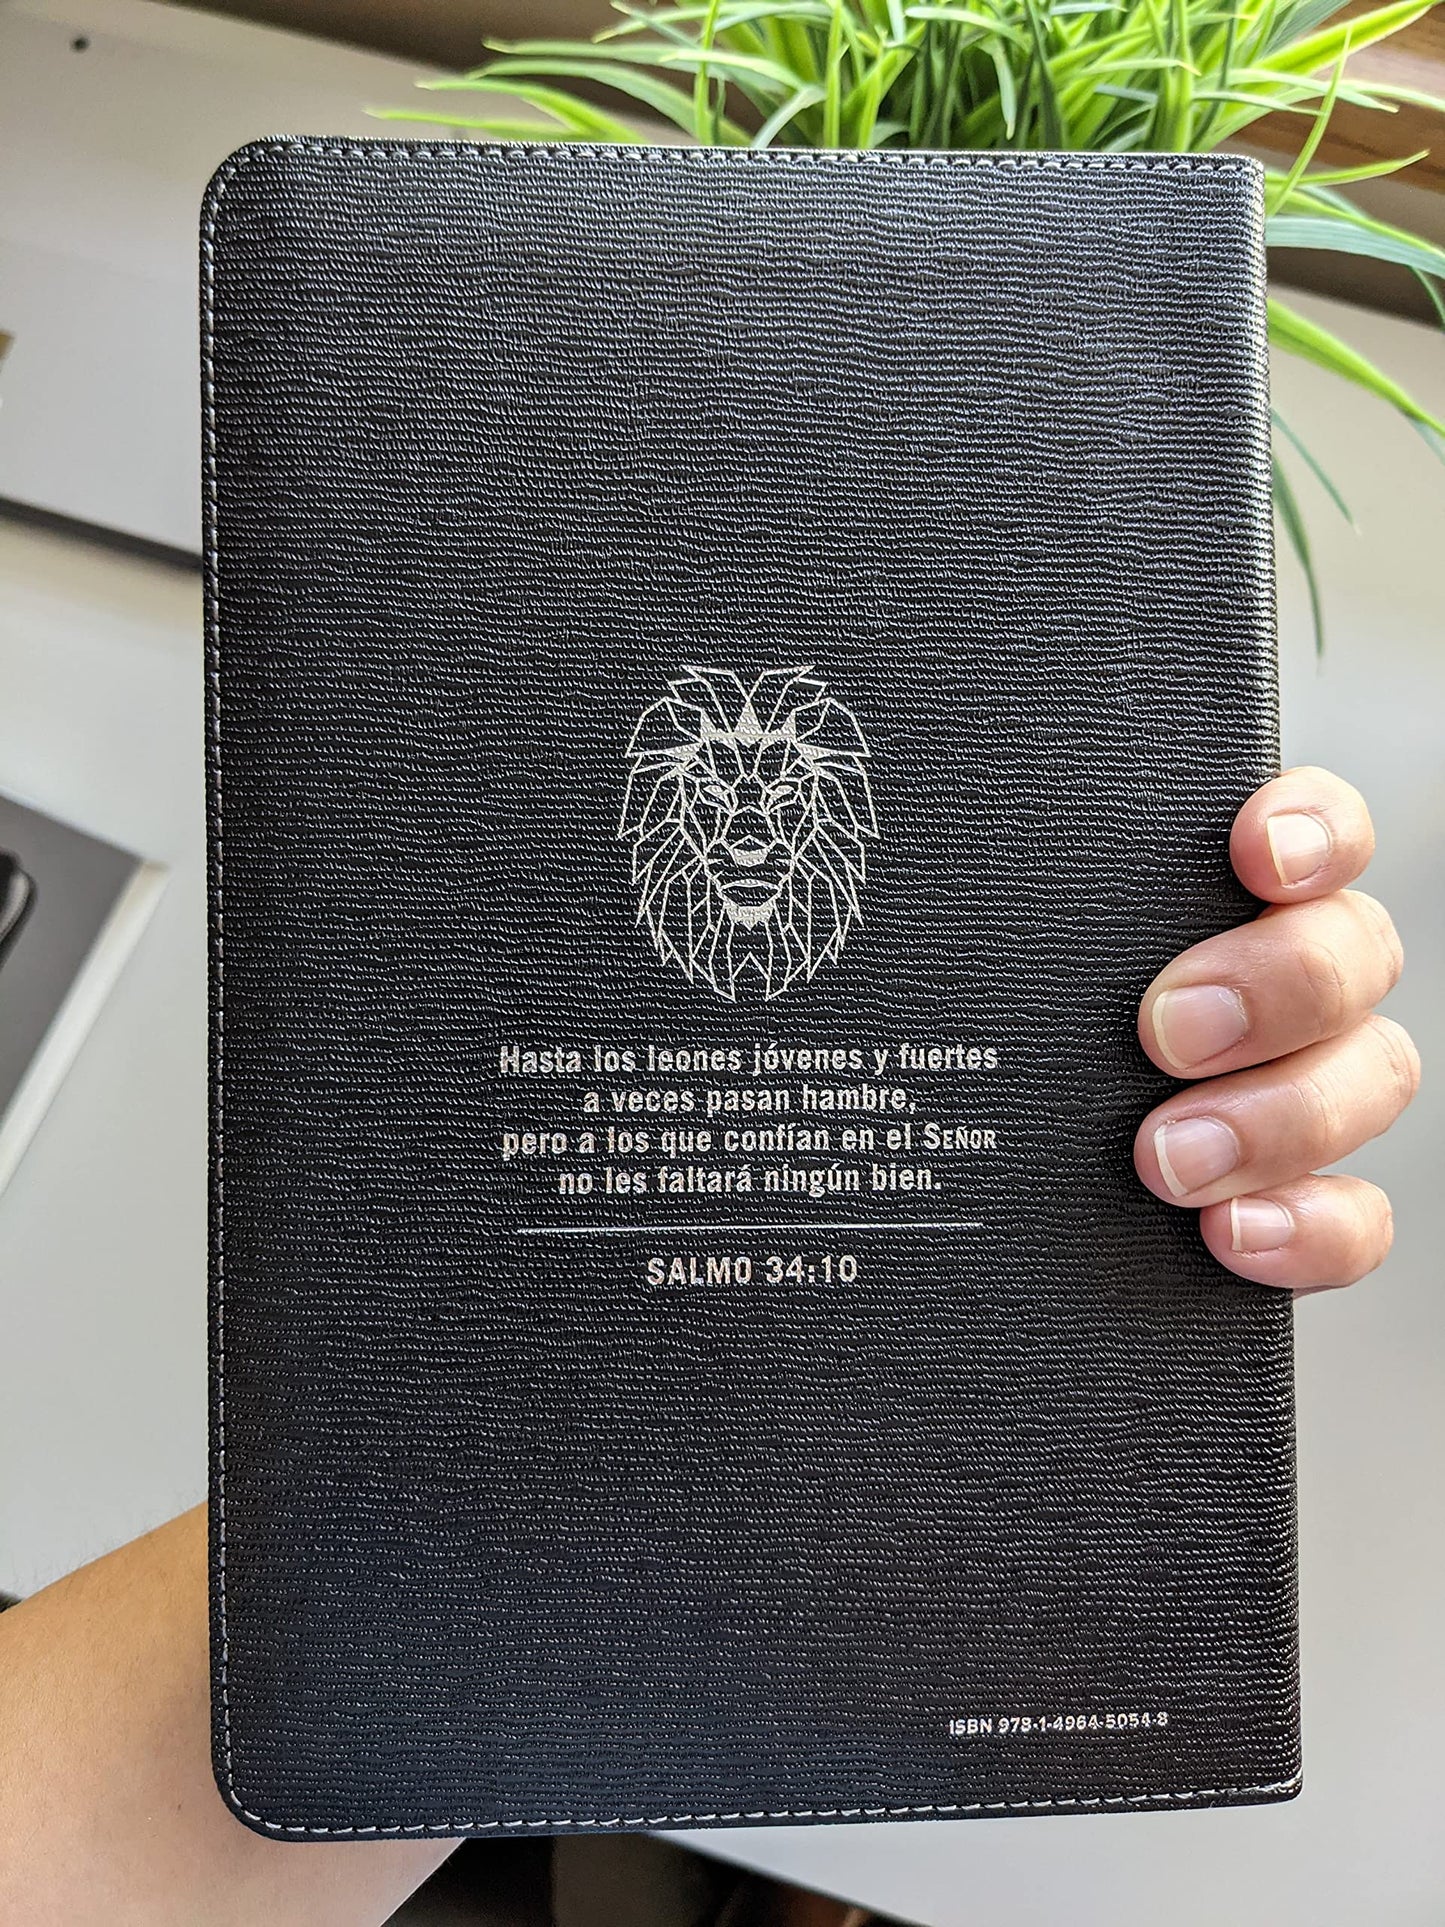 Hasta los leones jóvenes y fuertes
a veces pasan hambre,
pero a los que confían en el SEÑOR
no les faltará ningún bien.
SALMO 34:10
ISBN 978-1-4964-5054-8